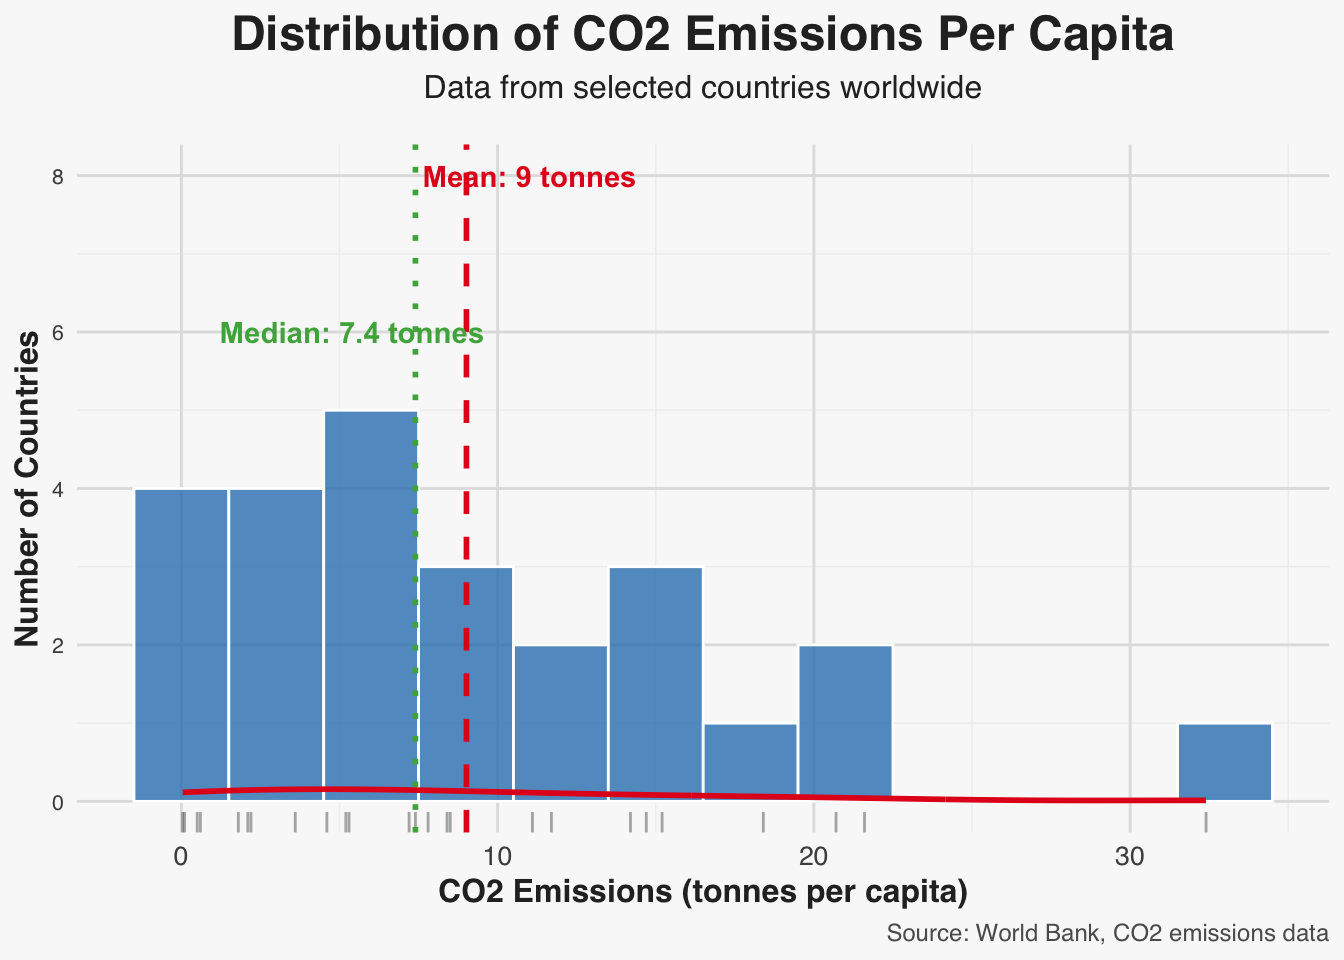 Distribution of CO2 Emissions Per Capita
Data from selected countries worldwide
8
Mean: 9 tonnes
6
Median: 7.4 tonnes
4
2
0
Number of Countries
0 10 20 30
CO2 Emissions (tonnes per capita)
Source: World Bank, CO2 emissions data